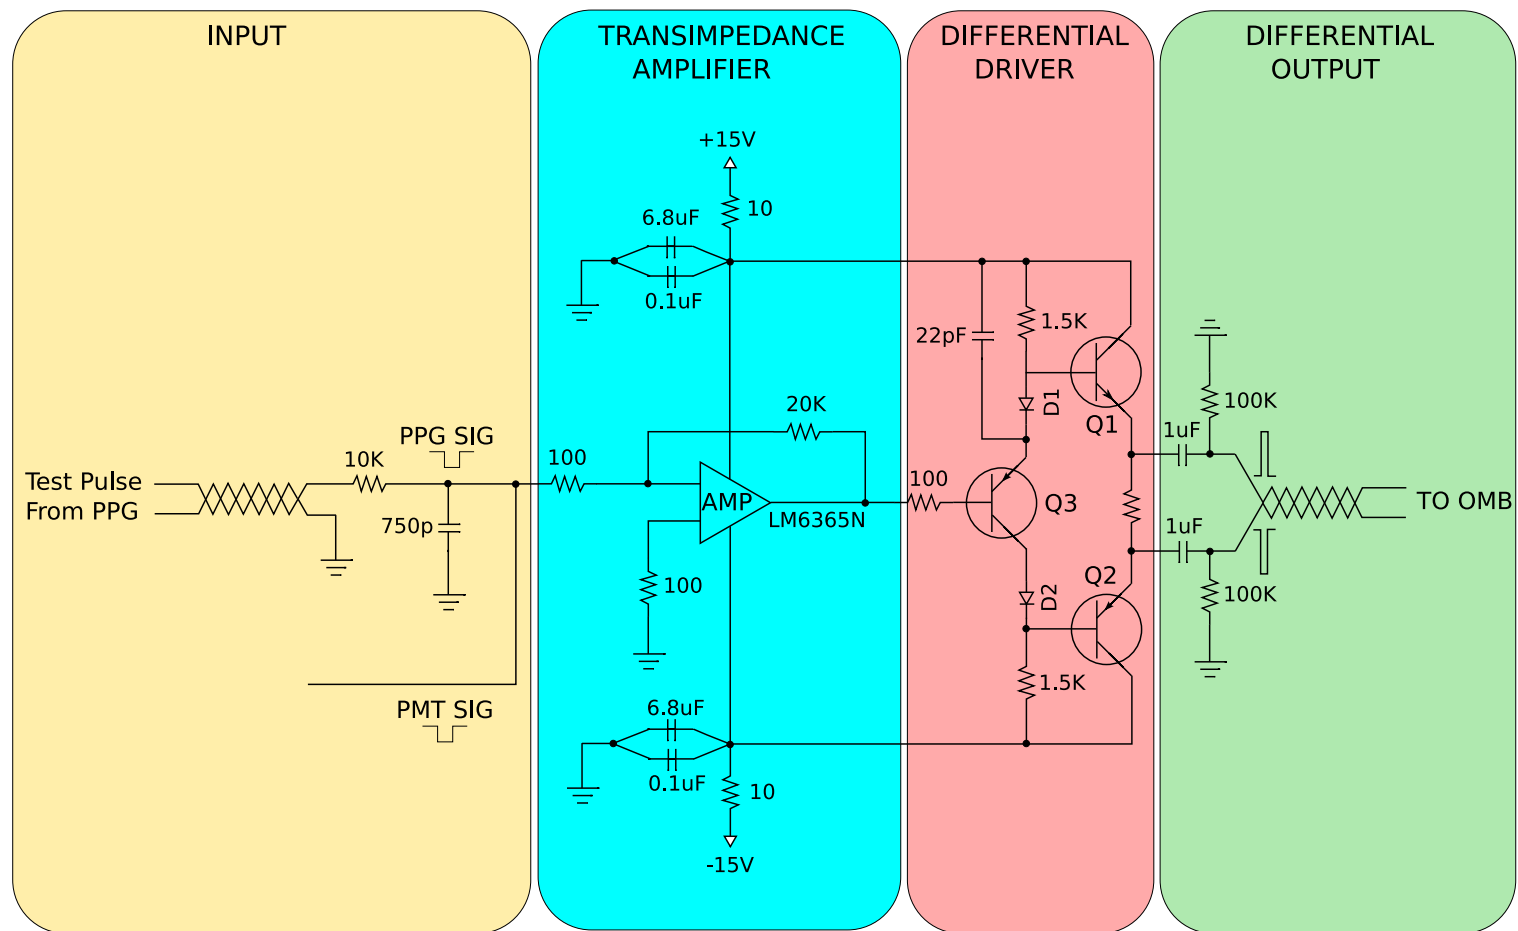 INPUT
TRANSIMPEDANCE
AMPLIFIER
DIFFERENTIAL
DRIVER
DIFFERENTIAL
OUTPUT
+15V
10
6.8uF
0.1uF
22pF
1.5K
D1
Q1
100K
1uF
20K
PPG SIG
10K
100
Test Pulse
From PPG
750p
AMP
LM6365N
100
Q3
TO OMB
1uF
100
D2
Q2
100K
1.5K
PMT SIG
6.8uF
0.1uF
10
-15V